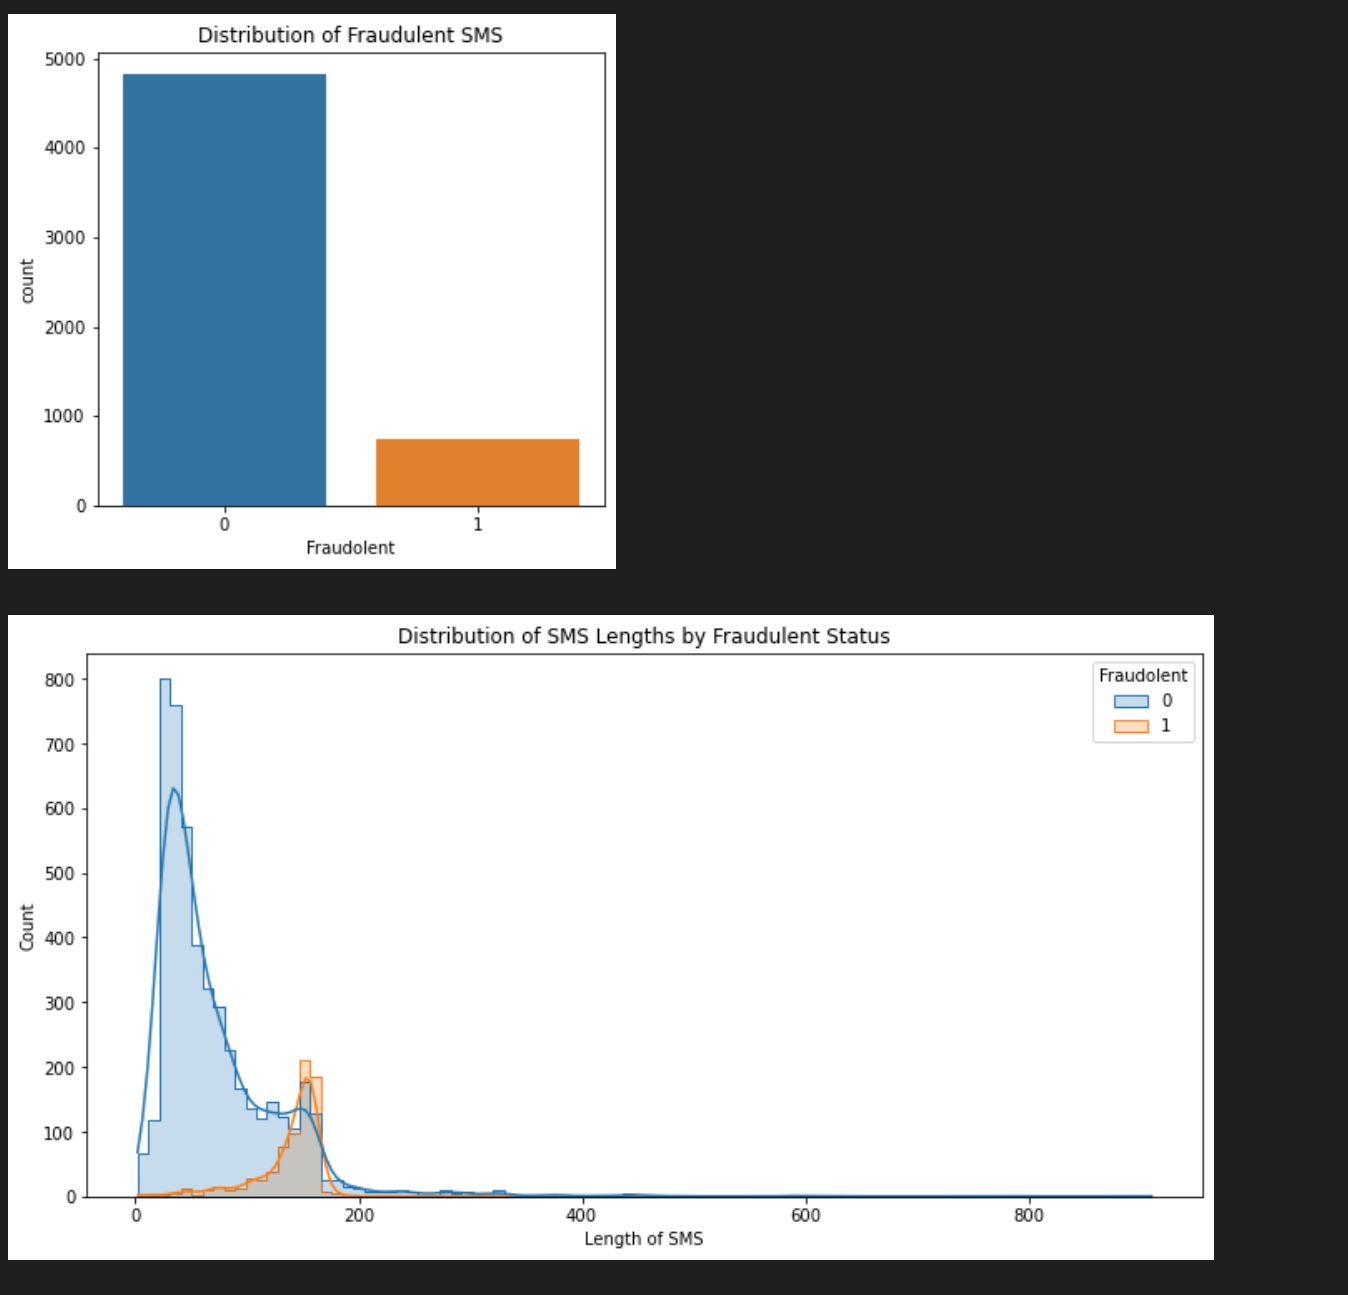 Distribution of Fraudulent SMS
5000
4000
3000
2000
1000
0
count
0 1
Fraudolent
Distribution of SMS Lengths by Fraudulent Status
Fraudolent
0
1
800
700
600
500
400
300
200
100
0
Count
0 200 400 600 800
Length of SMS